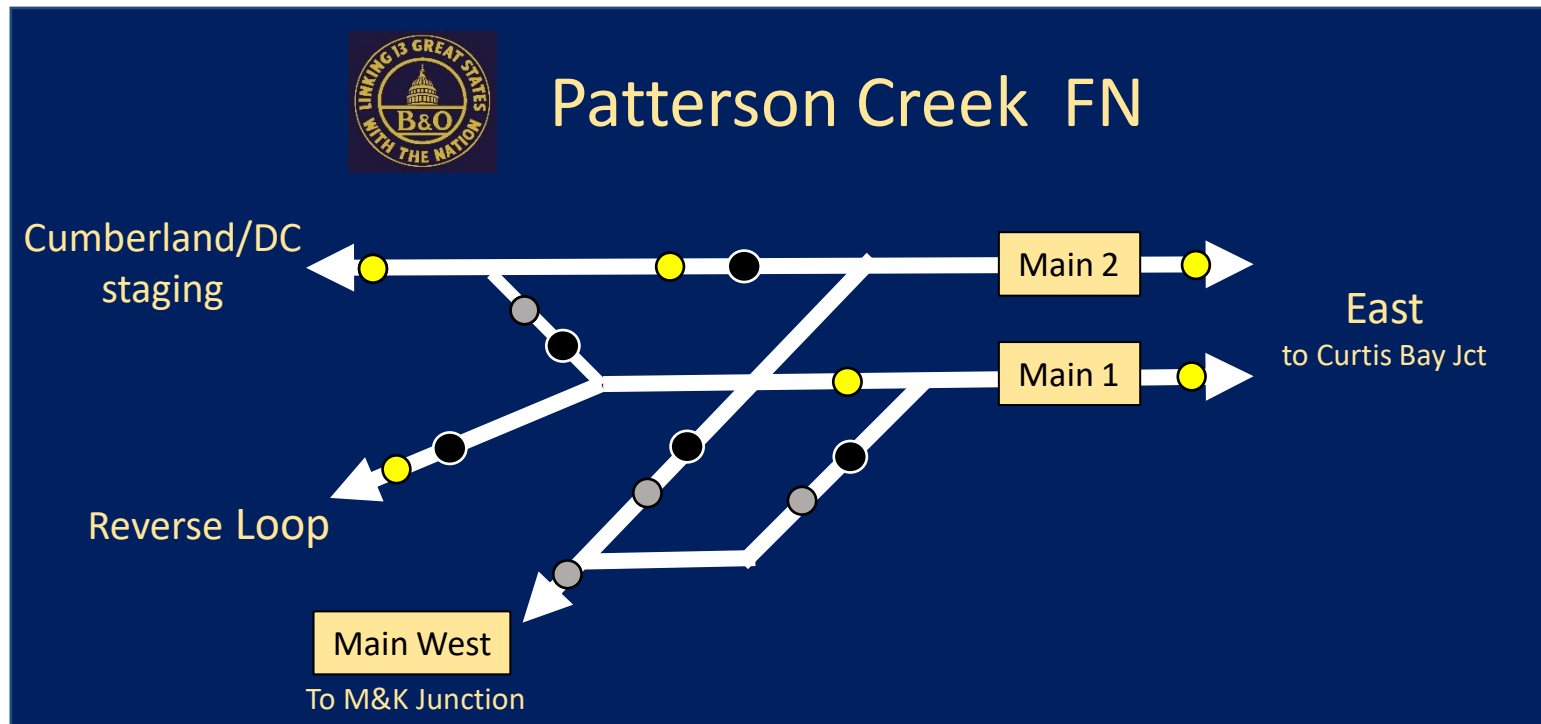 LINKING 13 GREAT STATES
B&O
WITH THE NATION
Patterson Creek FN
Cumberland/DC
staging
Main 2
East
to Curtis Bay Jct
Main 1
Reverse Loop
Main West
To M&K Junction